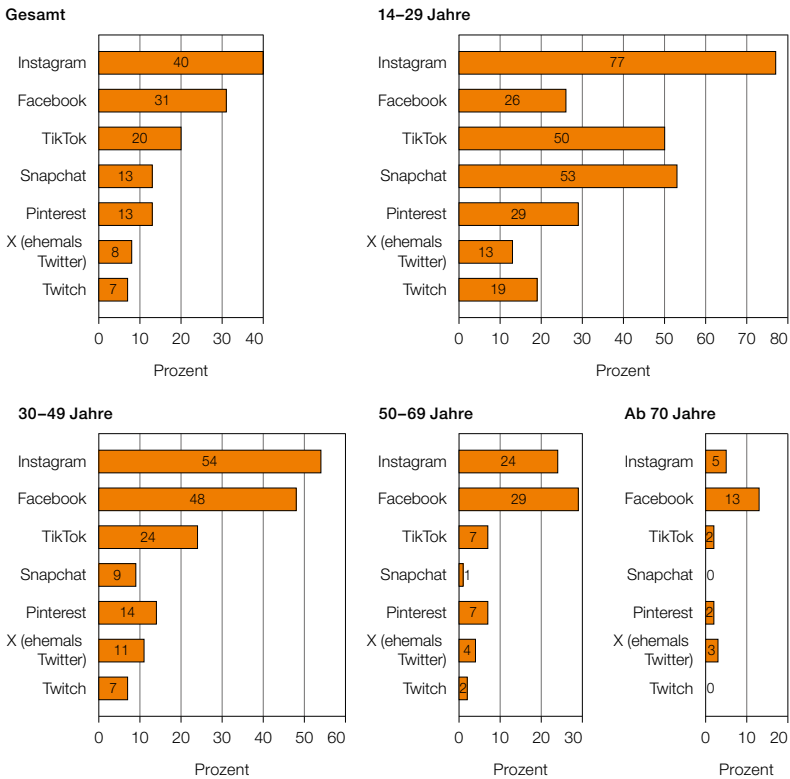 Gesamt
Instagram 40
Facebook 31
TikTok 20
Snapchat 13
Pinterest 13
X (ehemals
Twitter) 8
Twitch 7
0 10 20 30 40
Prozent
14–29 Jahre
Instagram 77
Facebook 26
TikTok 50
Snapchat 53
Pinterest 29
X (ehemals
Twitter) 13
Twitch 19
0 10 20 30 40 50 60 70 80
Prozent
30–49 Jahre
Instagram 54
Facebook 48
TikTok 24
Snapchat 9
Pinterest 14
X (ehemals
Twitter) 11
Twitch 7
0 10 20 30 40 50 60
Prozent
50–69 Jahre
Instagram 24
Facebook 29
TikTok 7
Snapchat 1
Pinterest 7
X (ehemals
Twitter) 4
Twitch 2
0 10 20 30
Prozent
Ab 70 Jahre
Instagram 5
Facebook 13
TikTok 2
Snapchat 0
Pinterest 2
X (ehemals
Twitter) 3
Twitch 0
0 10 20
Prozent